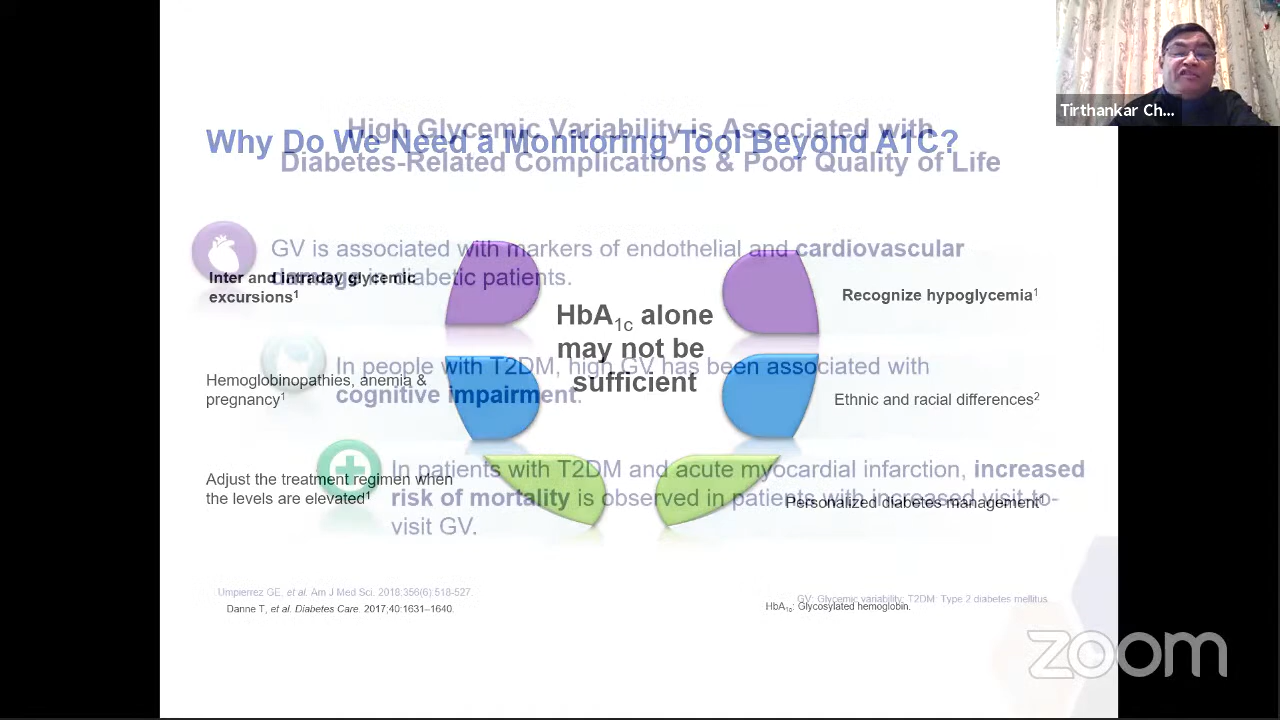 Tirthankar Ch...
High Glycemic Variability is Associated with
Diabetes-Related Complications & Poor Quality of Life
Why Do We Need a Monitoring Tool Beyond A1C?
GV is associated with markers of endothelial and cardiovascular
damage in diabetic patients.
In people with T2DM, high GV has been associated with
cognitive impairment.
In patients with T2DM and acute myocardial infarction, increased
risk of mortality is observed in patients with increased visit-to-
visit GV.
Umpierrez GE, et al. Am J Med Sci. 2018;356(6):518-527.
GV: Glycemic variability; T2DM: Type 2 diabetes mellitus.
Inter and intraday glycemic
excursions1
Hemoglobinopathies, anemia &
pregnancy1
Adjust the treatment regimen when
the levels are elevated1
HbA1c alone
may not be
sufficient
Recognize hypoglycemia1
Ethnic and racial differences2
Personalized diabetes management1
Danne T, et al. Diabetes Care. 2017;40:1631–1640.
HbA1c: Glycosylated hemoglobin.
zoom